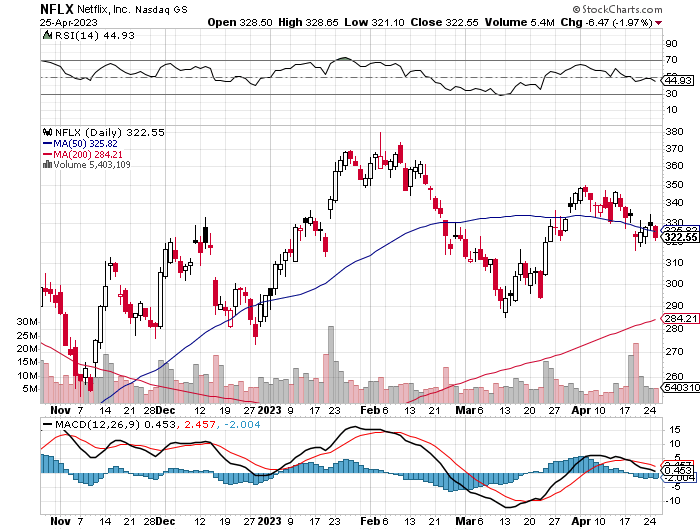 NFLX Netflix, Inc. Nasdaq GS © StockCharts.com
25-Apr-2023 Open 328.50 High 328.65 Low 321.10 Close 322.55 Volume 5.4M Chg -6.47 (-1.97%)
RSI(14) 44.93
90
70
44.93
30
10
NFLX (Daily) 322.55
MA(50) 325.82
MA(200) 284.21
Volume 5,403,109
380
370
360
350
340
330
322.55
310
300
290
284.21
280
270
260
5403109
30M
25M
20M
15M
10M
5M
Nov 7 14 21 28 Dec 12 19 27 2023 9 17 23 Feb 6 13 21 Mar 6 13 20 27 Apr 10 17 24
MACD(12,26,9) 0.453, 2.457, -2.004
15
10
5
0.453
-2.004
-5
-10
Nov 7 14 21 28 Dec 12 19 27 2023 9 17 23 Feb 6 13 21 Mar 6 13 20 27 Apr 10 17 24